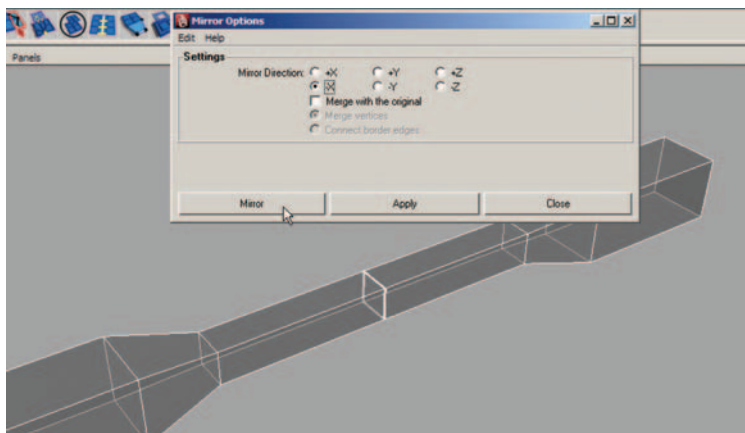 Mirror Options
Edit Help
Panels
Settings
Mirror Direction: +X +Y +Z
-X -Y -Z
Merge with the original
Merge vertices
Connect border edges
Mirror Apply Close